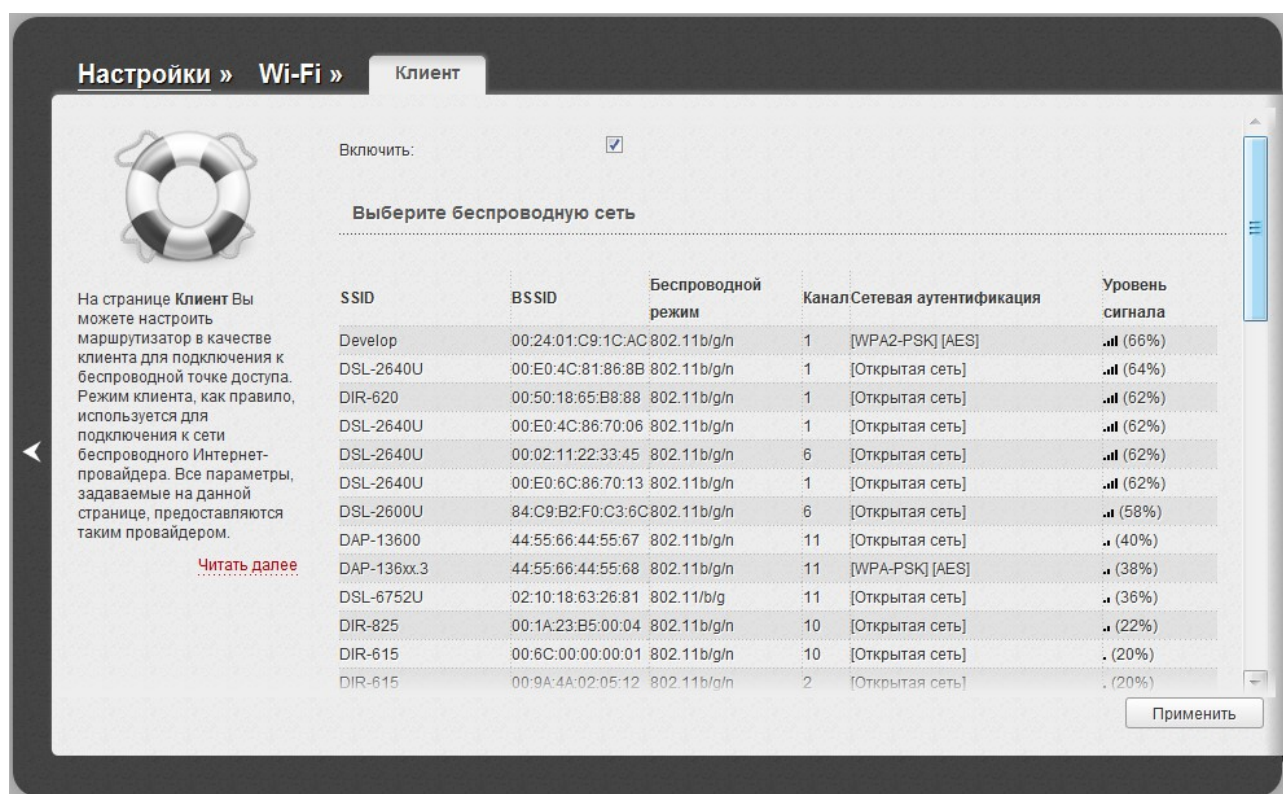 Настройки » Wi-Fi » Клиент
Включить:
Выберите беспроводную сеть
На странице Клиент Вы
можете настроить
маршрутизатор в качестве
клиента для подключения к
беспроводной точке доступа.
Режим клиента, как правило,
используется для
подключения к сети
беспроводного Интернет-
провайдера. Все параметры,
задаваемые на данной
странице, предоставляются
таким провайдером.
Читать далее
SSID BSSID Беспроводной режим Канал Сетевая аутентификация Уровень сигнала
Develop 00:24:01:C9:1C:AC 802.11b/g/n 1 [WPA2-PSK] [AES] (66%)
DSL-2640U 00:E0:4C:81:86:8B 802.11b/g/n 1 [Открытая сеть] (64%)
DIR-620 00:50:18:65:B8:88 802.11b/g/n 1 [Открытая сеть] (62%)
DSL-2640U 00:E0:4C:86:70:06 802.11b/g/n 1 [Открытая сеть] (62%)
DSL-2640U 00:02:11:22:33:45 802.11b/g/n 6 [Открытая сеть] (62%)
DSL-2640U 00:E0:6C:86:70:13 802.11b/g/n 1 [Открытая сеть] (62%)
DSL-2600U 84:C9:B2:F0:C3:6C 802.11b/g/n 6 [Открытая сеть] (58%)
DAP-13600 44:55:66:44:55:67 802.11b/g/n 11 [Открытая сеть] (40%)
DAP-136xx.3 44:55:66:44:55:68 802.11b/g/n 11 [WPA-PSK] [AES] (38%)
DSL-6752U 02:10:18:63:26:81 802.11/b/g 11 [Открытая сеть] (36%)
DIR-825 00:1A:23:B5:00:04 802.11b/g/n 10 [Открытая сеть] (22%)
DIR-615 00:6C:00:00:00:01 802.11b/g/n 10 [Открытая сеть] (20%)
DIR-615 00:9A:4A:02:05:12 802.11b/g/n 2 [Открытая сеть] (20%)
Применить